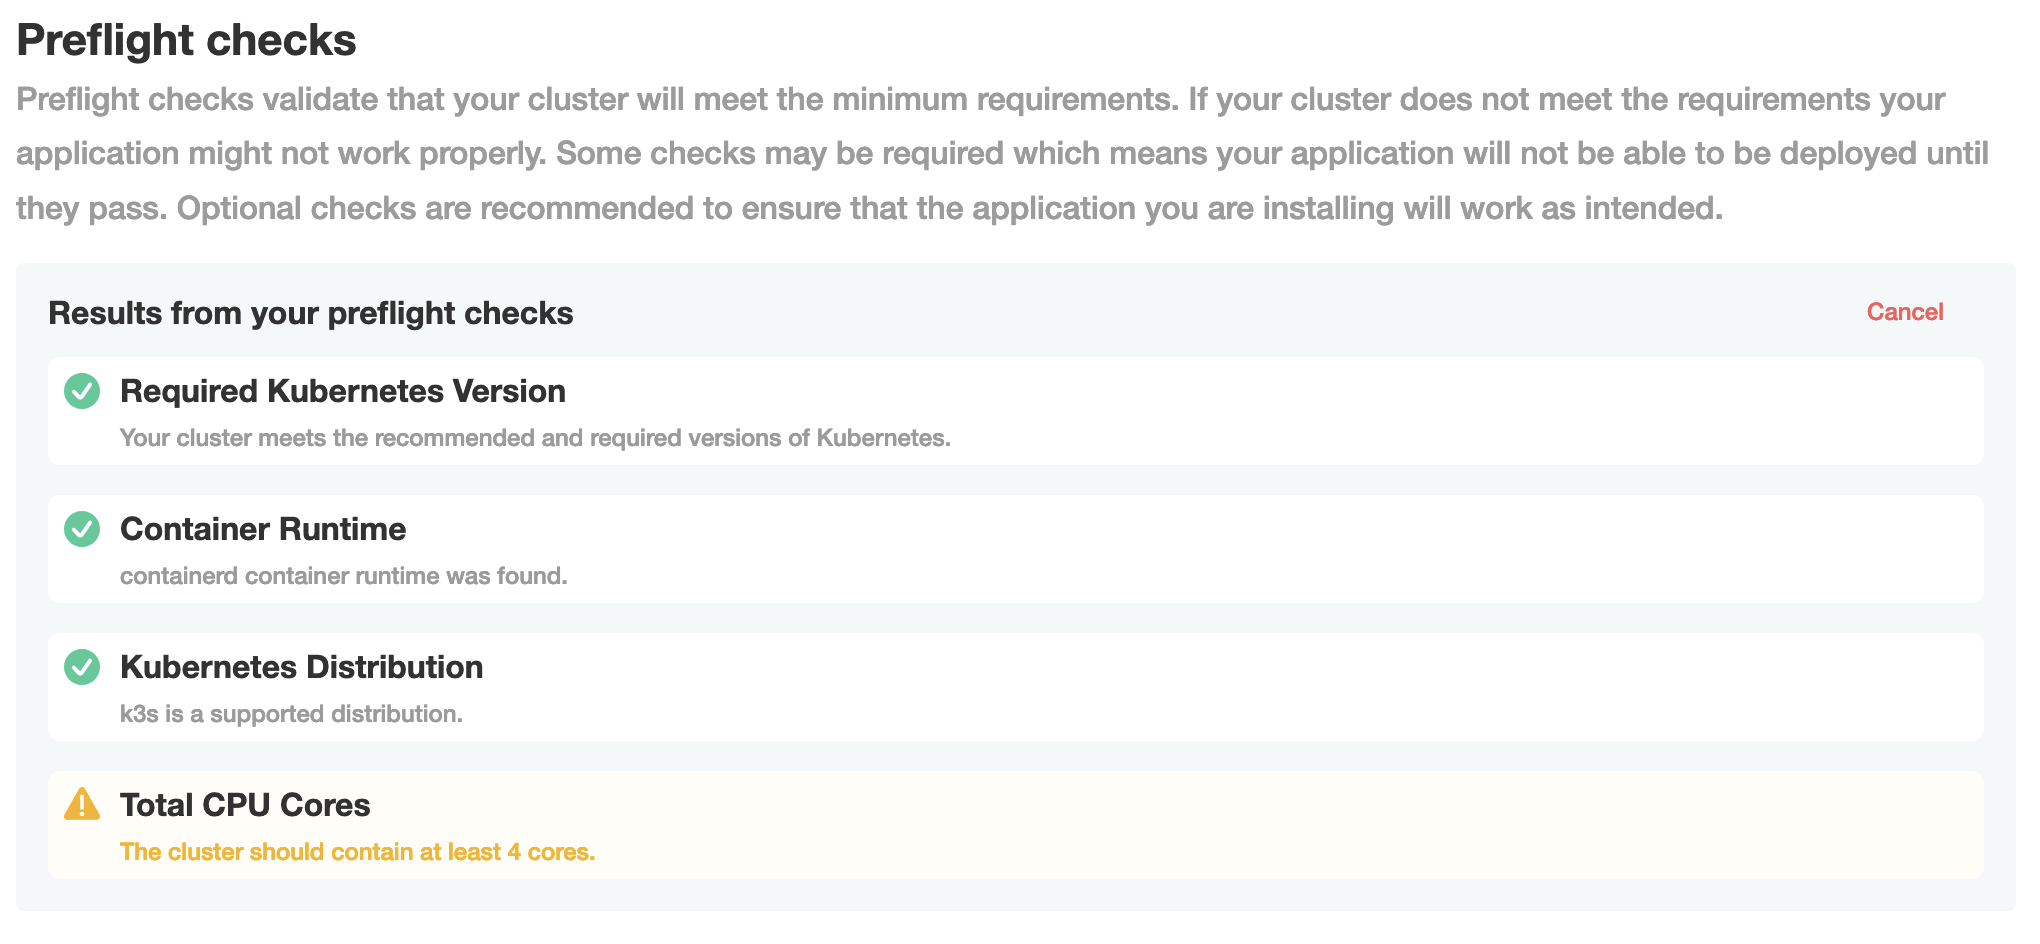 Preflight checks
Preflight checks validate that your cluster will meet the minimum requirements. If your cluster does not meet the requirements your
application might not work properly. Some checks may be required which means your application will not be able to be deployed until
they pass. Optional checks are recommended to ensure that the application you are installing will work as intended.
Results from your preflight checks
Cancel
Required Kubernetes Version
Your cluster meets the recommended and required versions of Kubernetes.
Container Runtime
containerd container runtime was found.
Kubernetes Distribution
k3s is a supported distribution.
Total CPU Cores
The cluster should contain at least 4 cores.